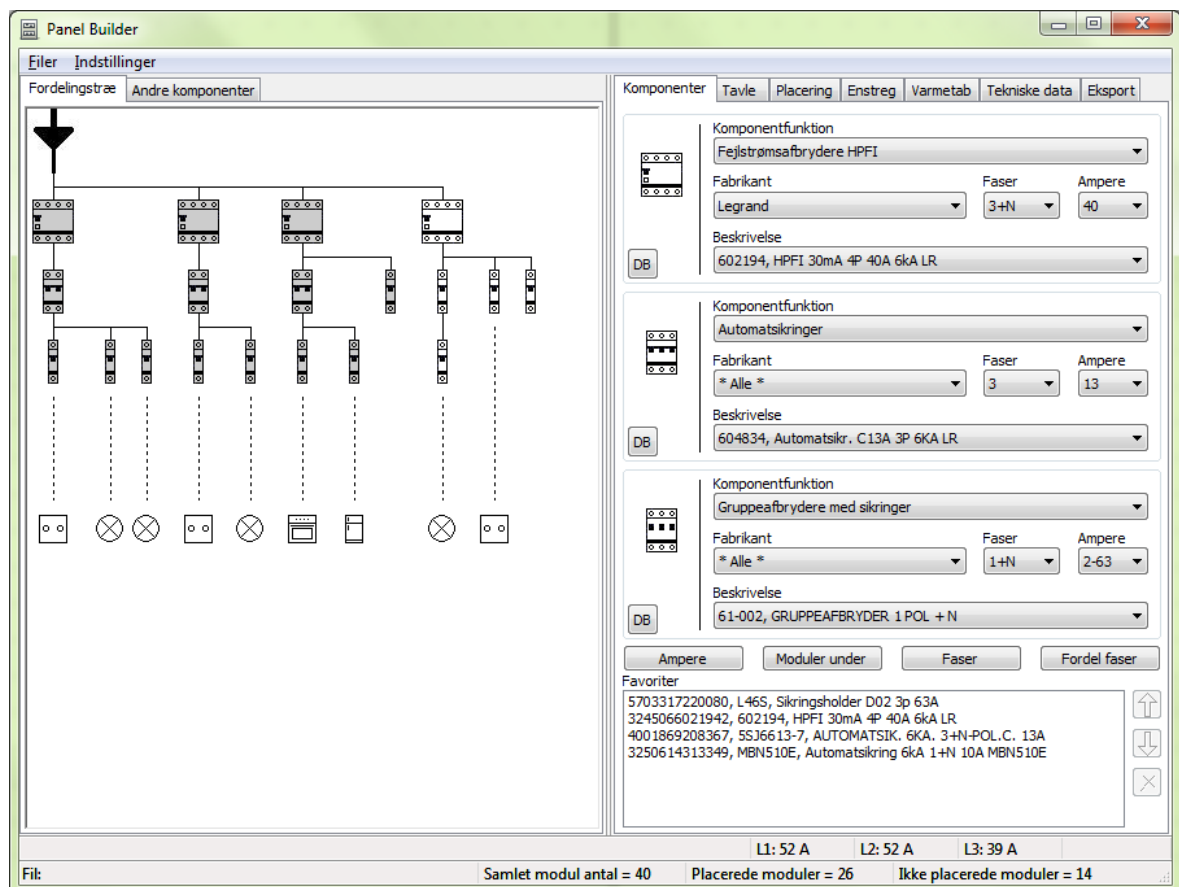 Panel Builder
Filer Indstillinger
Fordelingstræ Andre komponenter
Komponenter Tavle Placering Enstreg Varmetab Tekniske data Eksport
Komponentfunktion
Fejlstrømsafbrydere HPFI
Fabrikant Faser Ampere
Legrand 3+N 40
Beskrivelse
DB 602194, HPFI 30mA 4P 40A 6kA LR
Komponentfunktion
Automatsikringer
Fabrikant Faser Ampere
* Alle * 3 13
Beskrivelse
DB 604834, Automatsikr. C13A 3P 6KA LR
Komponentfunktion
Gruppeafbrydere med sikringer
Fabrikant Faser Ampere
* Alle * 1+N 2-63
Beskrivelse
DB 61-002, GRUPPEAFBRYDER 1 POL + N
Ampere Moduler under Faser Fordel faser
Favoriter
5703317220080, L46S, Sikringsholder D02 3p 63A
3245066021942, 602194, HPFI 30mA 4P 40A 6kA LR
4001869208367, 5SJ6613-7, AUTOMATSIK. 6KA. 3+N-POL.C. 13A
3250614313349, MBN510E, Automatsikring 6kA 1+N 10A MBN510E
L1: 52 A L2: 52 A L3: 39 A
Fil: Samlet modul antal = 40 Placerede moduler = 26 Ikke placerede moduler = 14